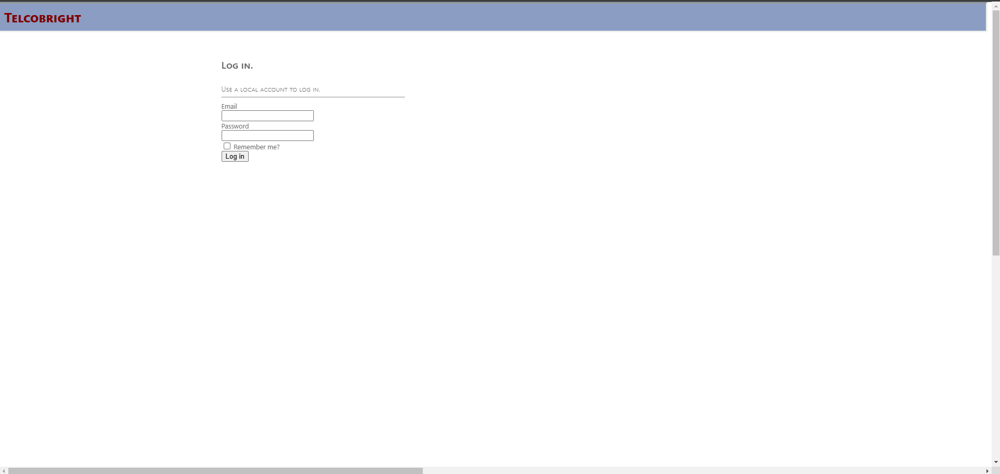 Telcobright
Log in.
Use a local account to log in.
Email
Password
Remember me?
Log in